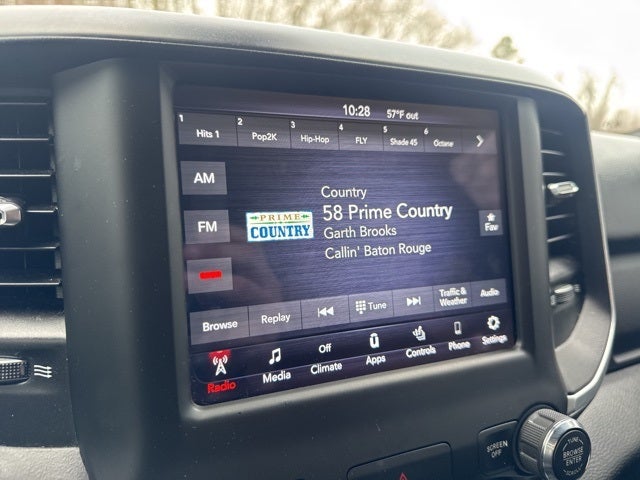 10:28 57°F out
1 Hits 1 2 Pop2K 3 Hip-Hop 4 FLY 5 Shade 45 6 Octane
AM
FM
Country
58 Prime Country
Garth Brooks
Callin' Baton Rouge
PRIME
COUNTRY
Fav
Browse Replay Tune Traffic & Weather Audio
Radio Media Off Climate Apps Controls Phone Settings
SCREEN OFF
TUNE
BROWSE
ENTER
SCROLL